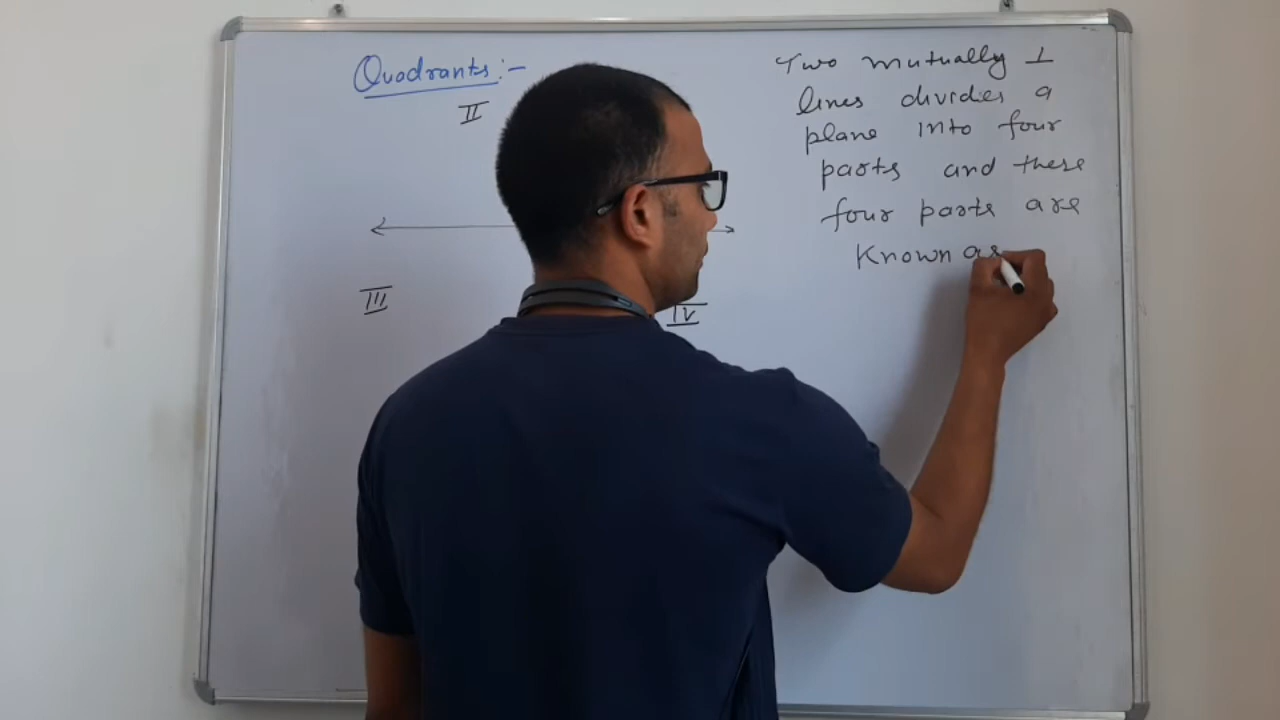 Quadrants:-
II
III
IV
Two mutually ⊥
lines divides a
plane into four
parts and these
four parts are
known as